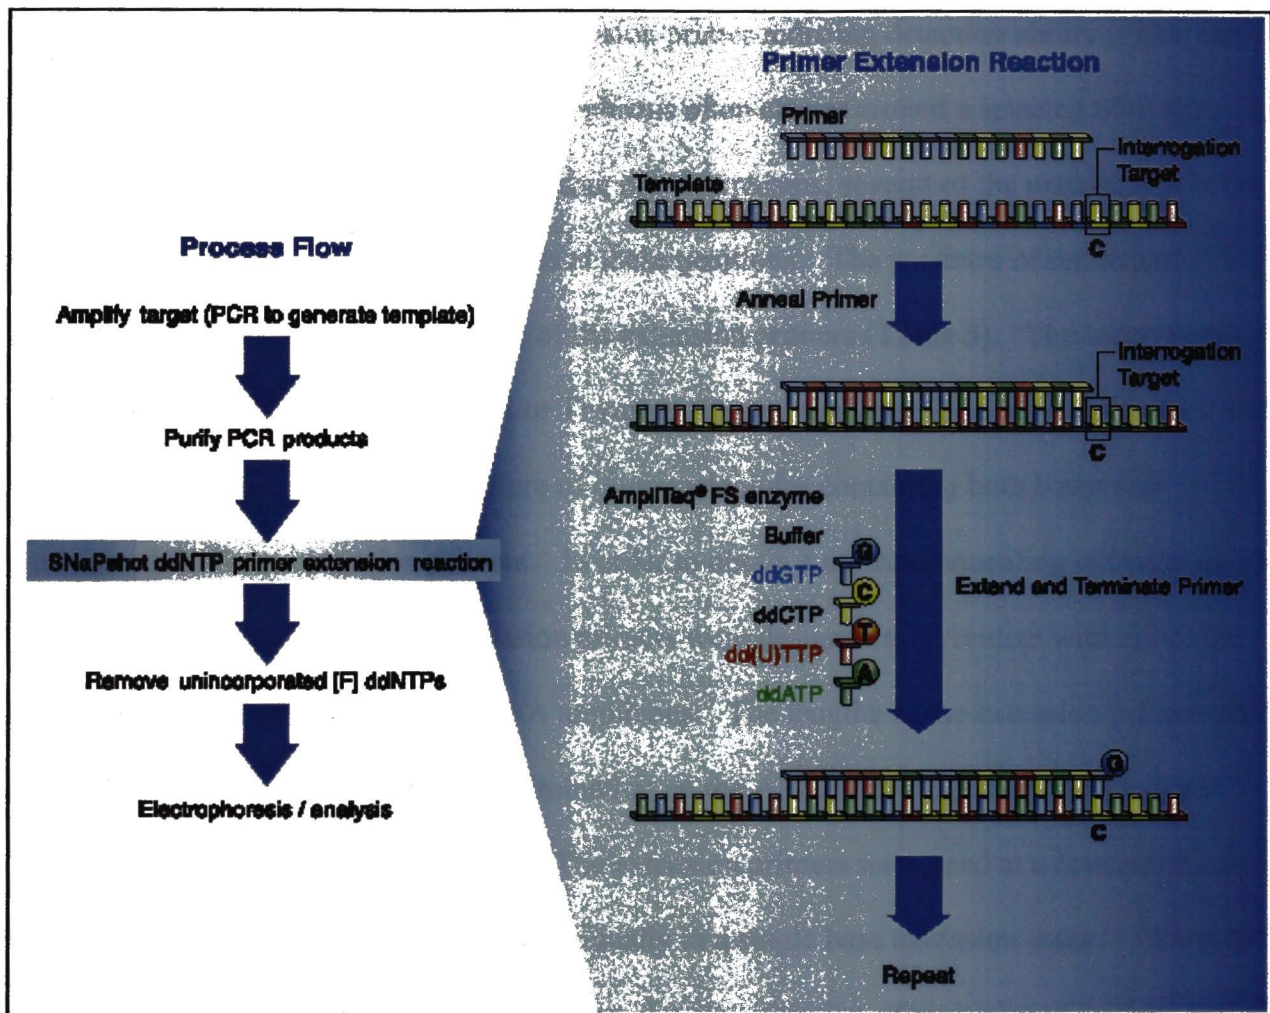 Process Flow
Amplify target (PCR to generate template)
Purify PCR products
SNaPshot ddNTP primer extension reaction
Remove unincorporated [F] ddNTPs
Electrophoresis / analysis
Primer Extension Reaction
Primer
Interrogation
Target
Template
C
Anneal Primer
Interrogation
Target
C
AmpliTaq® FS enzyme
Buffer
ddGTP
G
ddCTP
C
dd(U)TTP
T
ddATP
A
Extend and Terminate Primer
G
C
Repeat